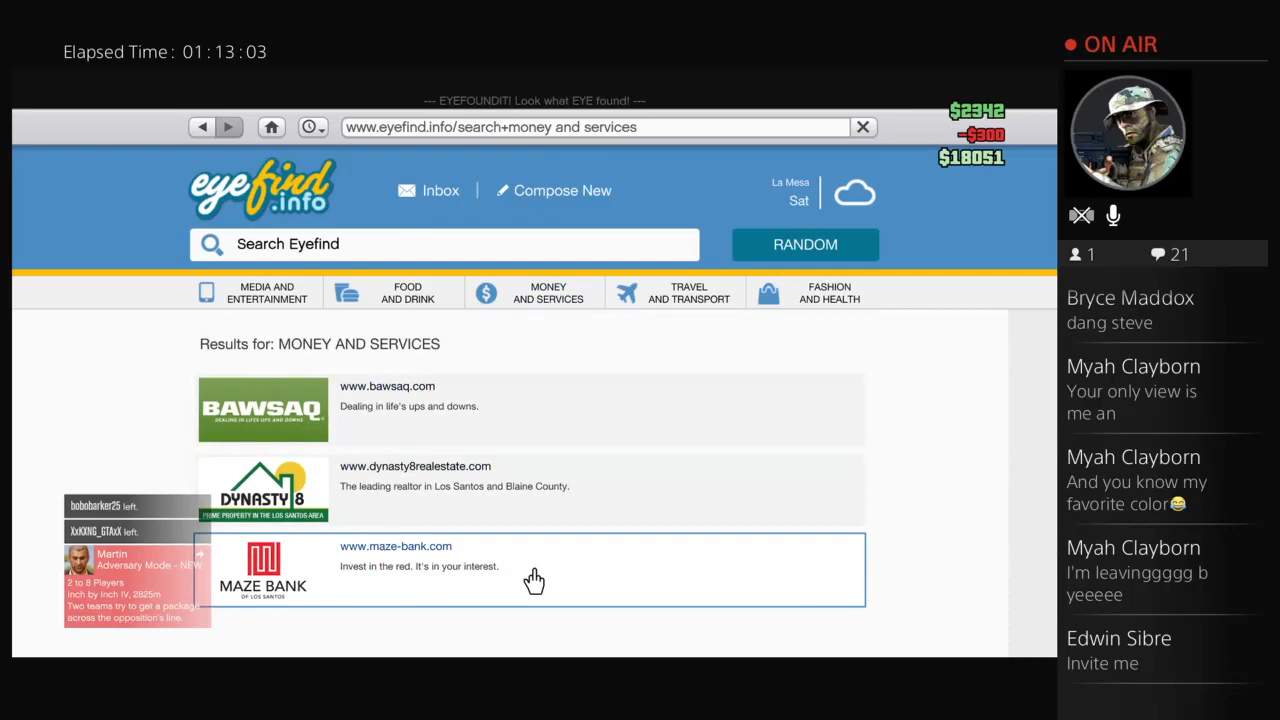 Elapsed Time: 01:13:03
ON AIR
--- EYEFOUNDIT! Look what EYE found! ---
$2342
www.eyefind.info/search+money and services
-$300
$18051
eyefind
.info
Inbox
Compose New
La Mesa
Sat
Search Eyefind
RANDOM
MEDIA AND
ENTERTAINMENT
FOOD
AND DRINK
MONEY
AND SERVICES
TRAVEL
AND TRANSPORT
FASHION
AND HEALTH
Results for: MONEY AND SERVICES
BAWSAQ
DEALING IN LIFE'S UPS AND DOWNS
www.bawsaq.com
Dealing in life's ups and downs.
DYNASTY 8
PRIME PROPERTY IN THE LOS SANTOS AREA
www.dynasty8realestate.com
The leading realtor in Los Santos and Blaine County.
MAZE BANK
OF LOS SANTOS
www.maze-bank.com
Invest in the red. It's in your interest.
bobobarker25 left.
XxKXNG_GTAxX left.
Martin
Adversary Mode - NEW
2 to 8 Players
Inch by Inch IV, 2825m
Two teams try to get a package
across the opposition's line.
1
21
Bryce Maddox
dang steve
Myah Clayborn
Your only view is
me an
Myah Clayborn
And you know my
favorite color😂
Myah Clayborn
I'm leavingggg b
yeeeee
Edwin Sibre
Invite me